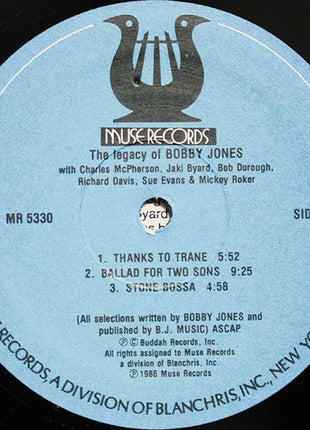 MUSE RECORDS
The legacy of BOBBY JONES
with Charles McPherson, Jaki Byard, Bob Dorough,
Richard Davis, Sue Evans & Mickey Roker
MR 5330
SID
yard
1. THANKS TO TRANE 5:52
2. BALLAD FOR TWO SONS 9:25
3. STONE BOSSA 4:58
(All selections written by BOBBY JONES and
published by B.J. MUSIC) ASCAP
Ⓟ © Buddah Records, Inc.
All rights assigned to Muse Records
a division of Blanchris, Inc.
Ⓟ © 1986 Muse Records
RECORDS, A DIVISION OF BLANCHRIS, INC., NEW YO